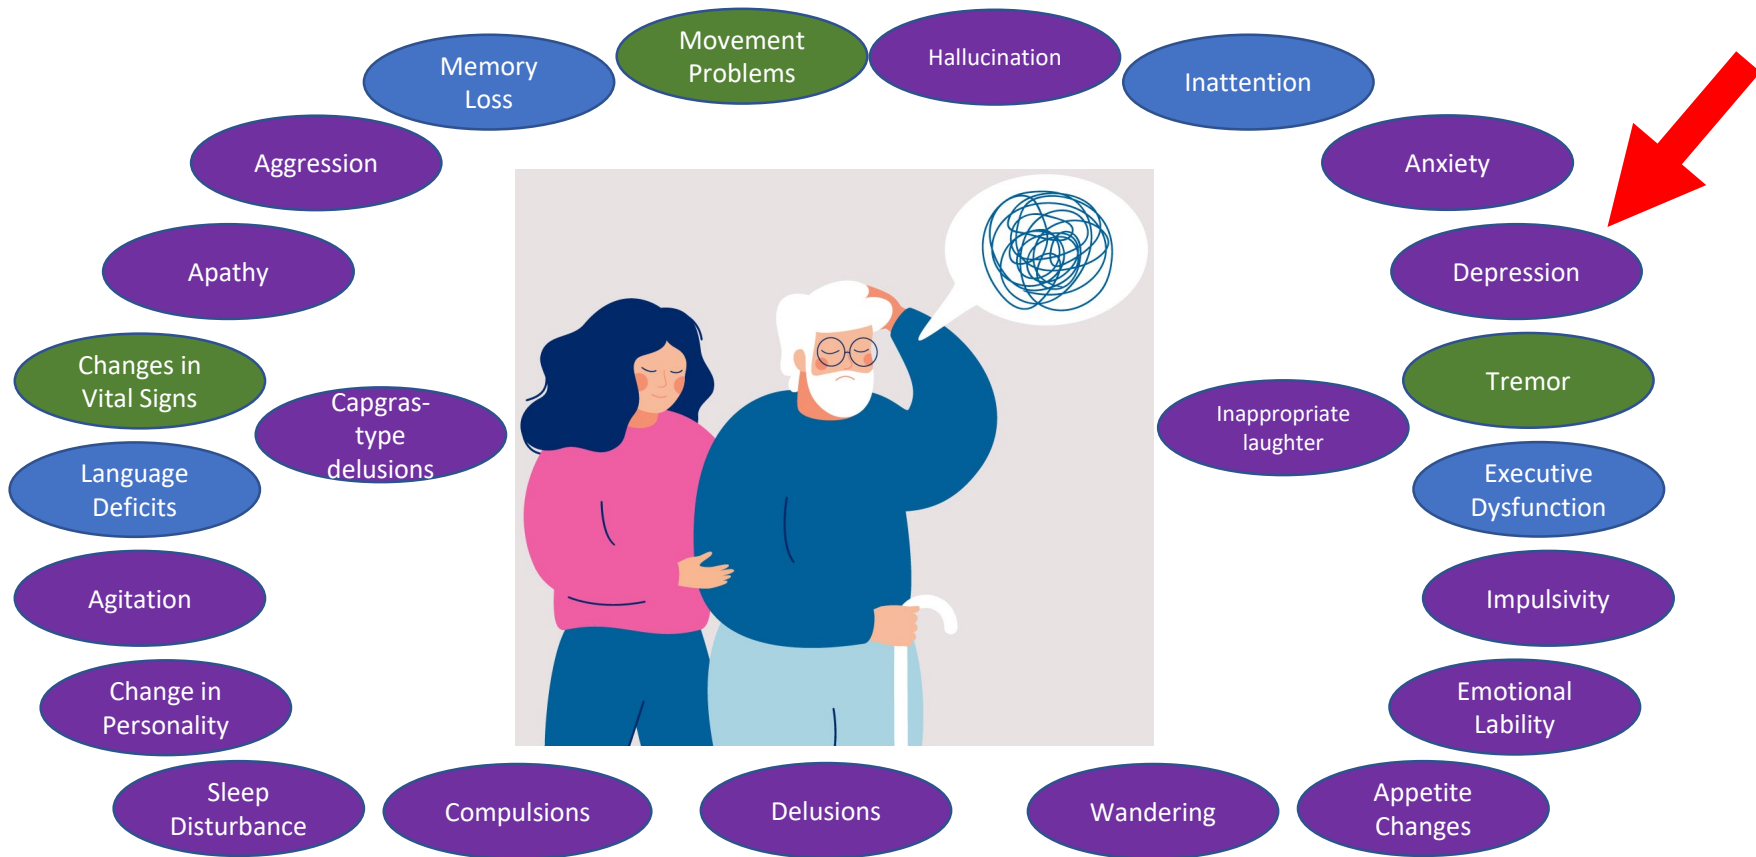 Movement
Problems
Hallucination
Memory
Loss
Inattention
Aggression
Anxiety
Apathy
Depression
Changes in
Vital Signs
Tremor
Capgras-
type
delusions
Inappropriate
laughter
Language
Deficits
Executive
Dysfunction
Agitation
Impulsivity
Change in
Personality
Emotional
Lability
Sleep
Disturbance
Compulsions
Delusions
Wandering
Appetite
Changes